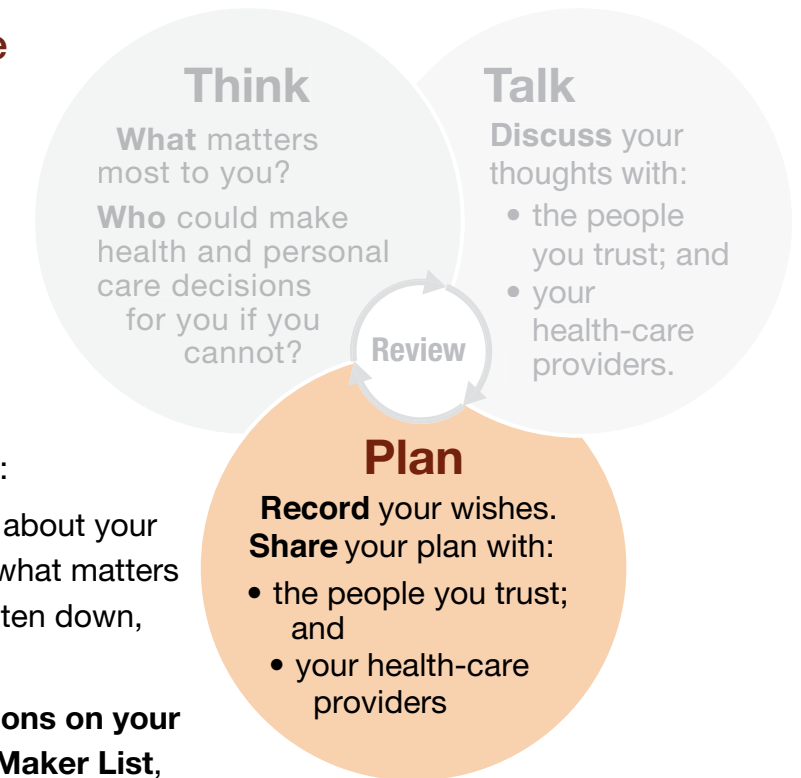 e
Think
What matters
most to you?
Who could make
health and personal
care decisions
for you if you
cannot?
Talk
Discuss your
thoughts with:
• the people
you trust; and
• your
health-care
providers.
Review
Plan
Record your wishes.
Share your plan with:
• the people you trust;
and
• your health-care
providers
:
about your
what matters
ten down,
ons on your
Maker List,